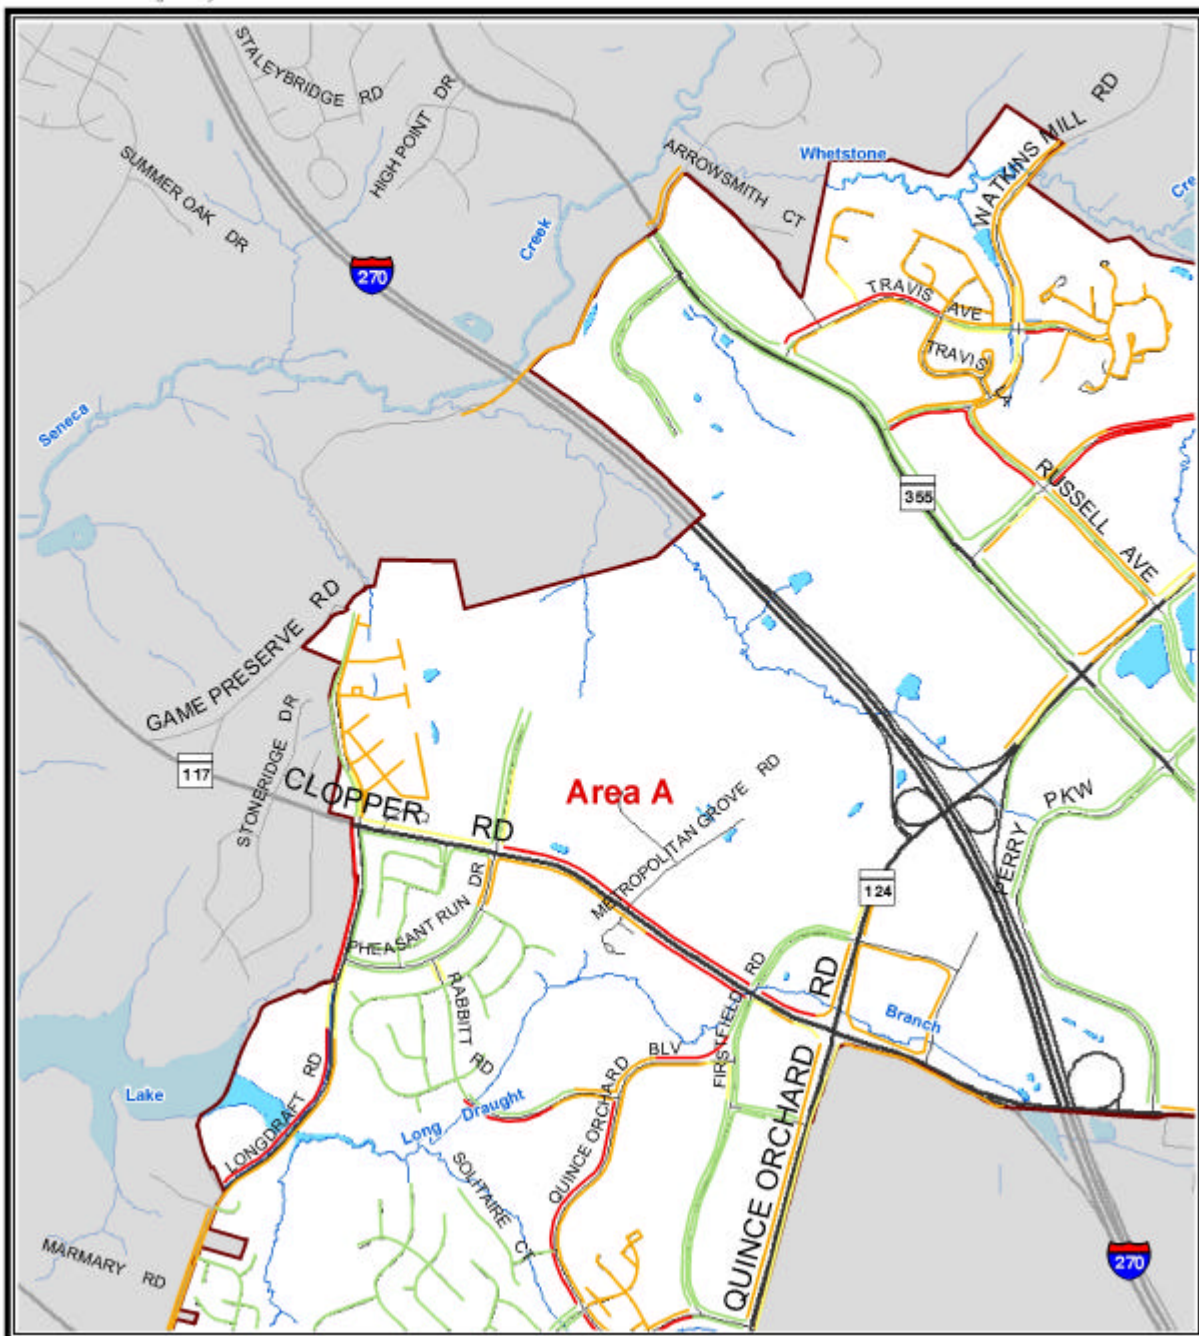 STALEYBRIDGE RD
HIGH POINT DR
SUMMER OAK DR
ARROWSMITH CT
Whetstone
WATKINS MILL RD
Creek
270
TRAVIS AVE
TRAVIS
Seneca
355
RUSSELL AVE
GAME PRESERVE RD
STONERIDGE DR
117
CLOPPER RD
Area A
METROPOLITAN GROVE RD
PERRY PKW
124
PHEASANT RUN DR
RABBITT RD
FIRSTFIELD RD
QUINCE ORCHARD RD
Branch
QUINCE ORCHARD BLV
Lake
LONGDRAFT RD
Long Draught
SOLITAIRE CT
MARMARY RD
270